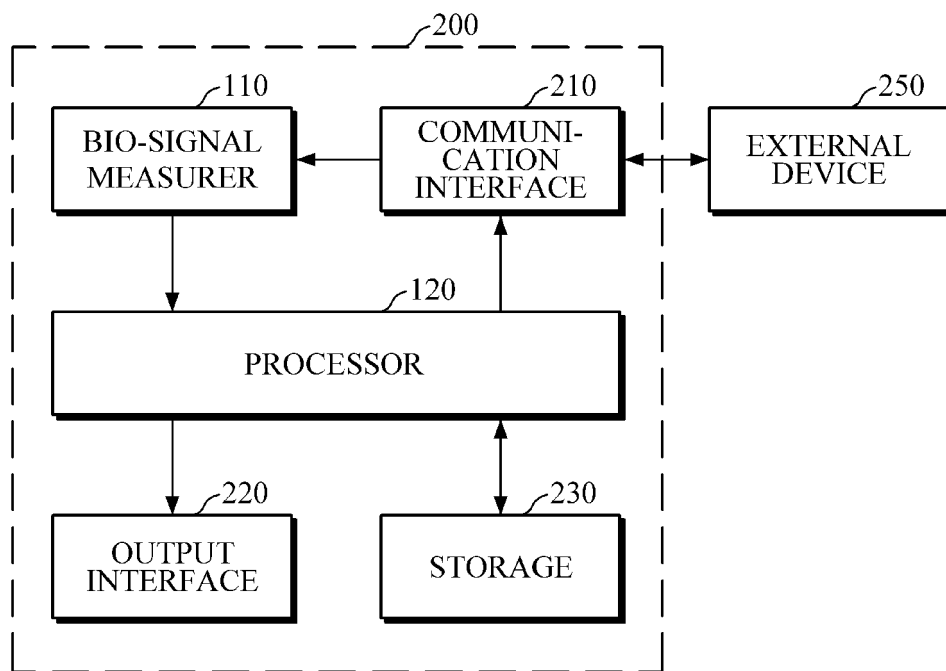 200
110
210
250
BIO-SIGNAL
MEASURER
COMMUNI-
CATION
INTERFACE
EXTERNAL
DEVICE
120
PROCESSOR
220
230
OUTPUT
INTERFACE
STORAGE